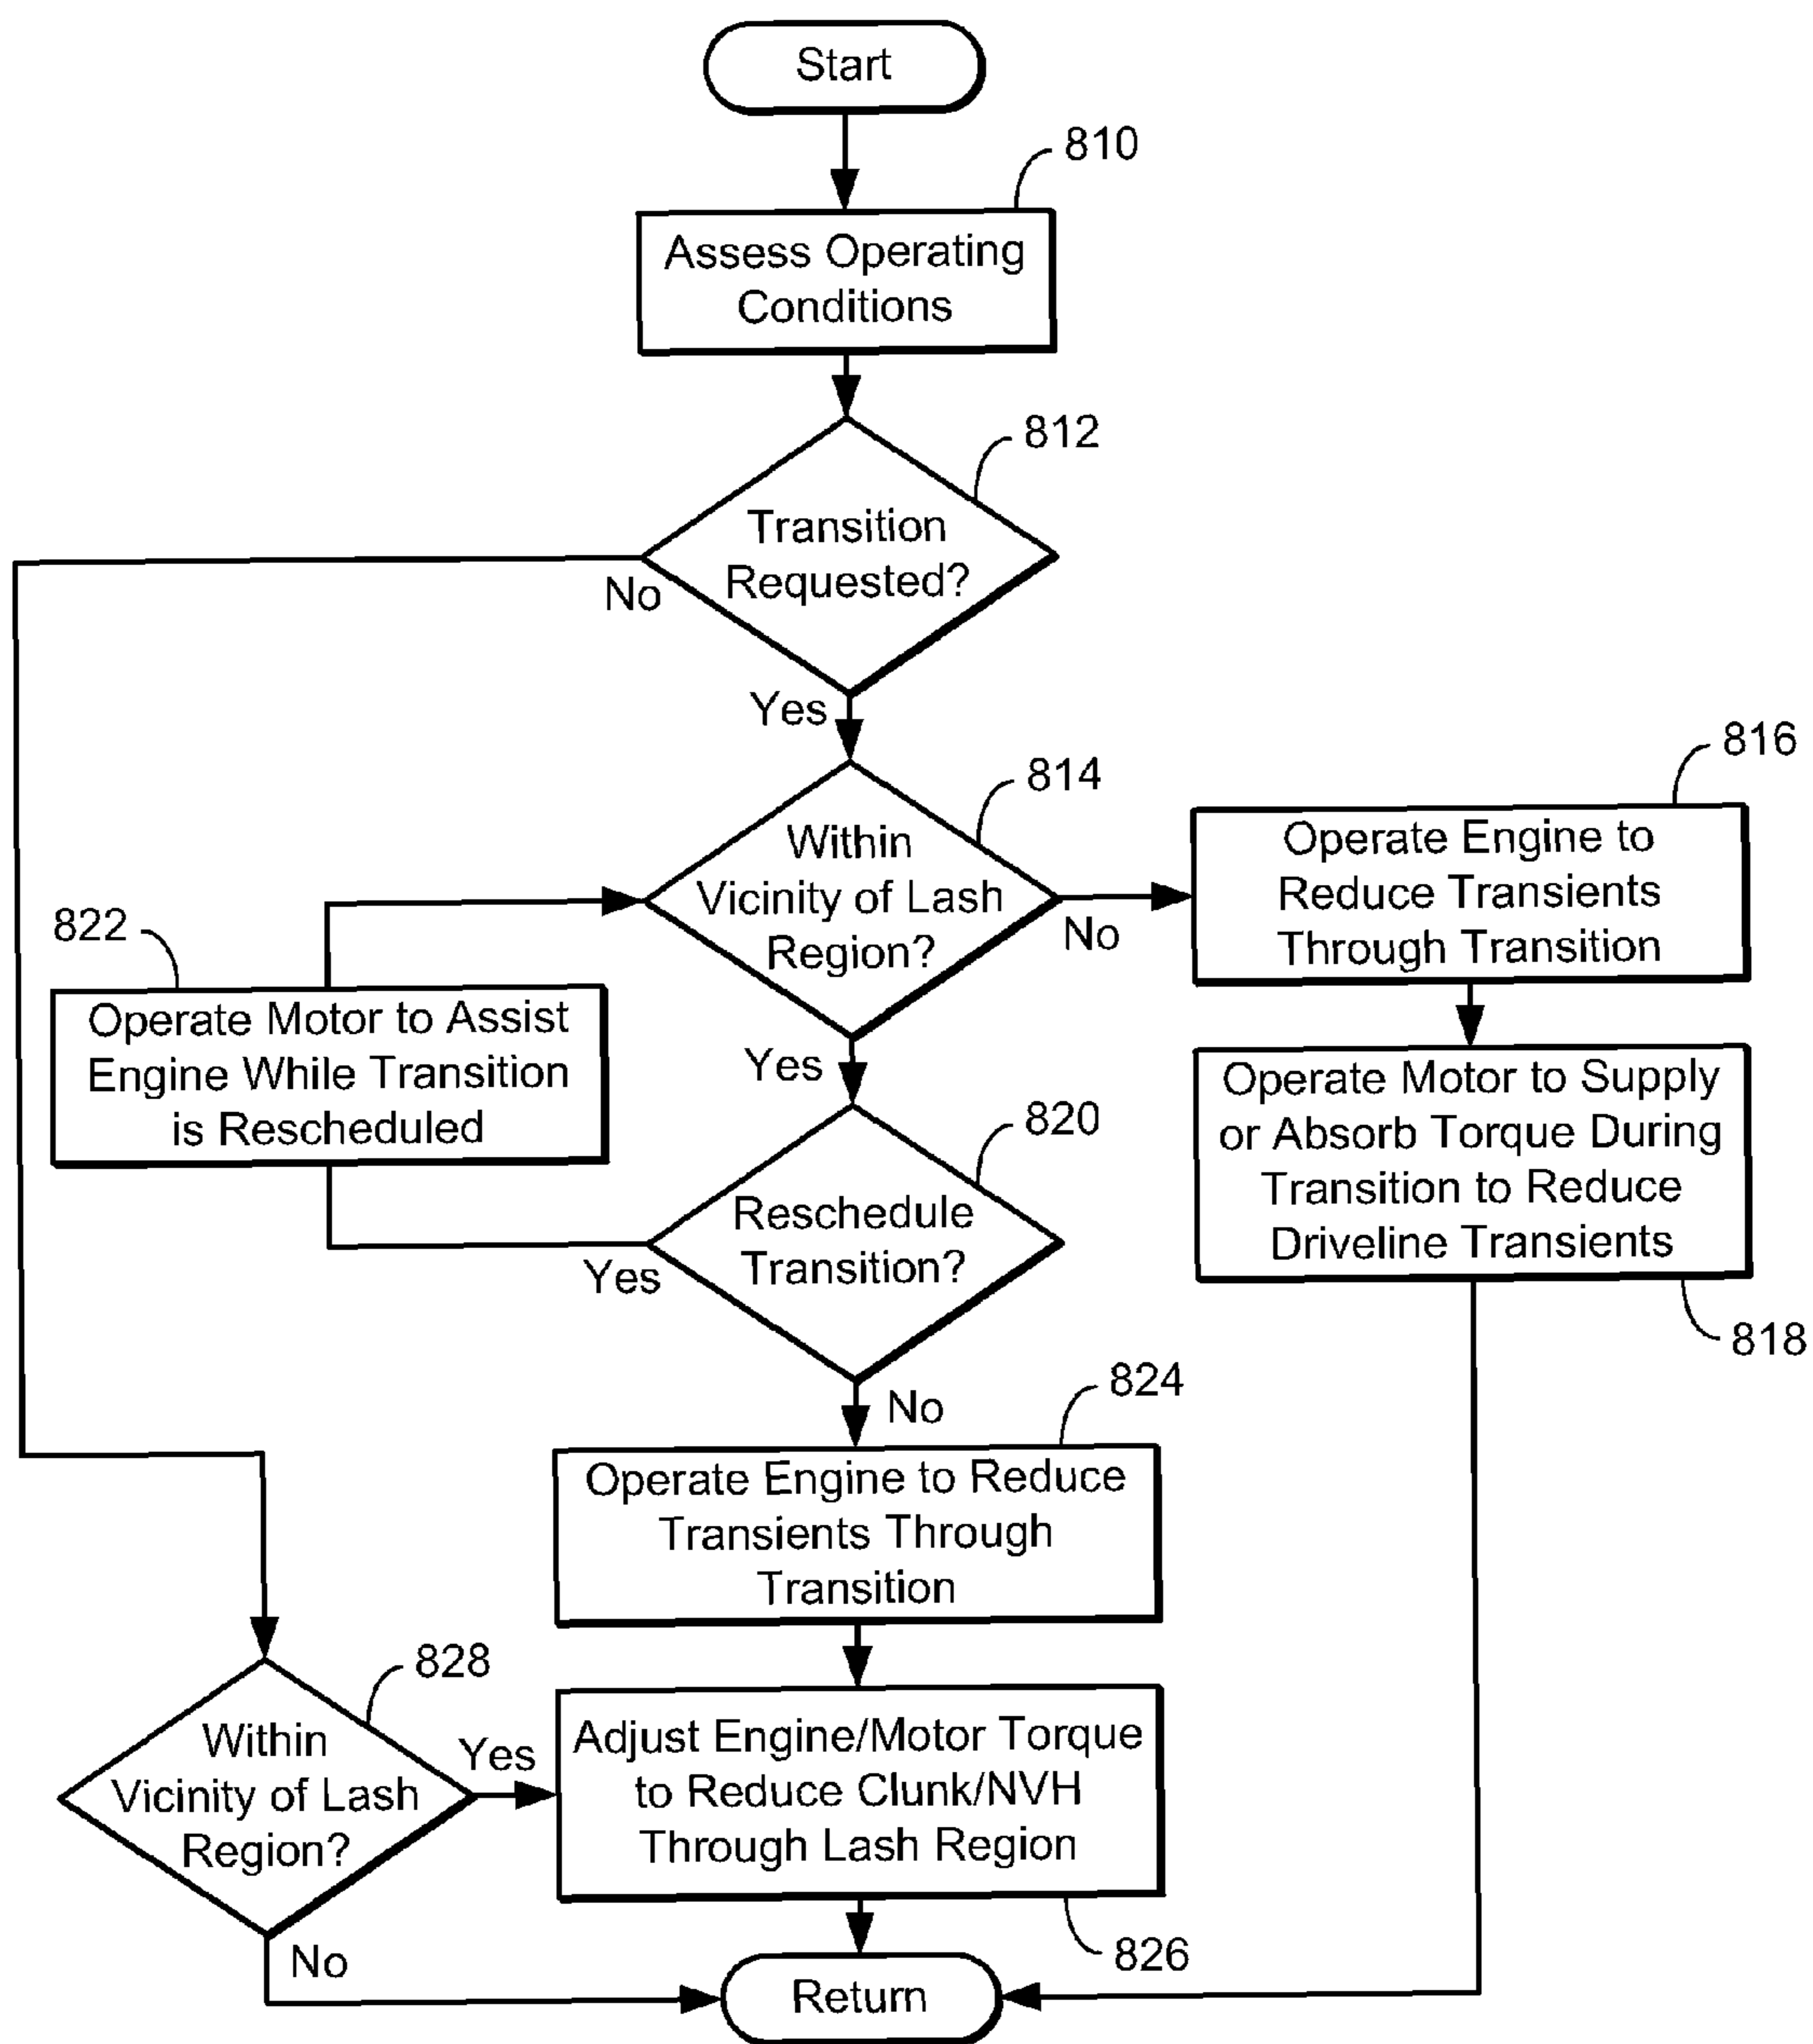 Start
810
Assess Operating
Conditions
812
Transition
Requested?
No
Yes
814
Within
Vicinity of Lash
Region?
No
Yes
816
Operate Engine to
Reduce Transients
Through Transition
822
Operate Motor to Assist
Engine While Transition
is Rescheduled
Operate Motor to Supply
or Absorb Torque During
Transition to Reduce
Driveline Transients
818
820
Reschedule
Transition?
Yes
No
824
Operate Engine to Reduce
Transients Through
Transition
828
Within
Vicinity of Lash
Region?
Yes
No
Adjust Engine/Motor Torque
to Reduce Clunk/NVH
Through Lash Region
826
Return